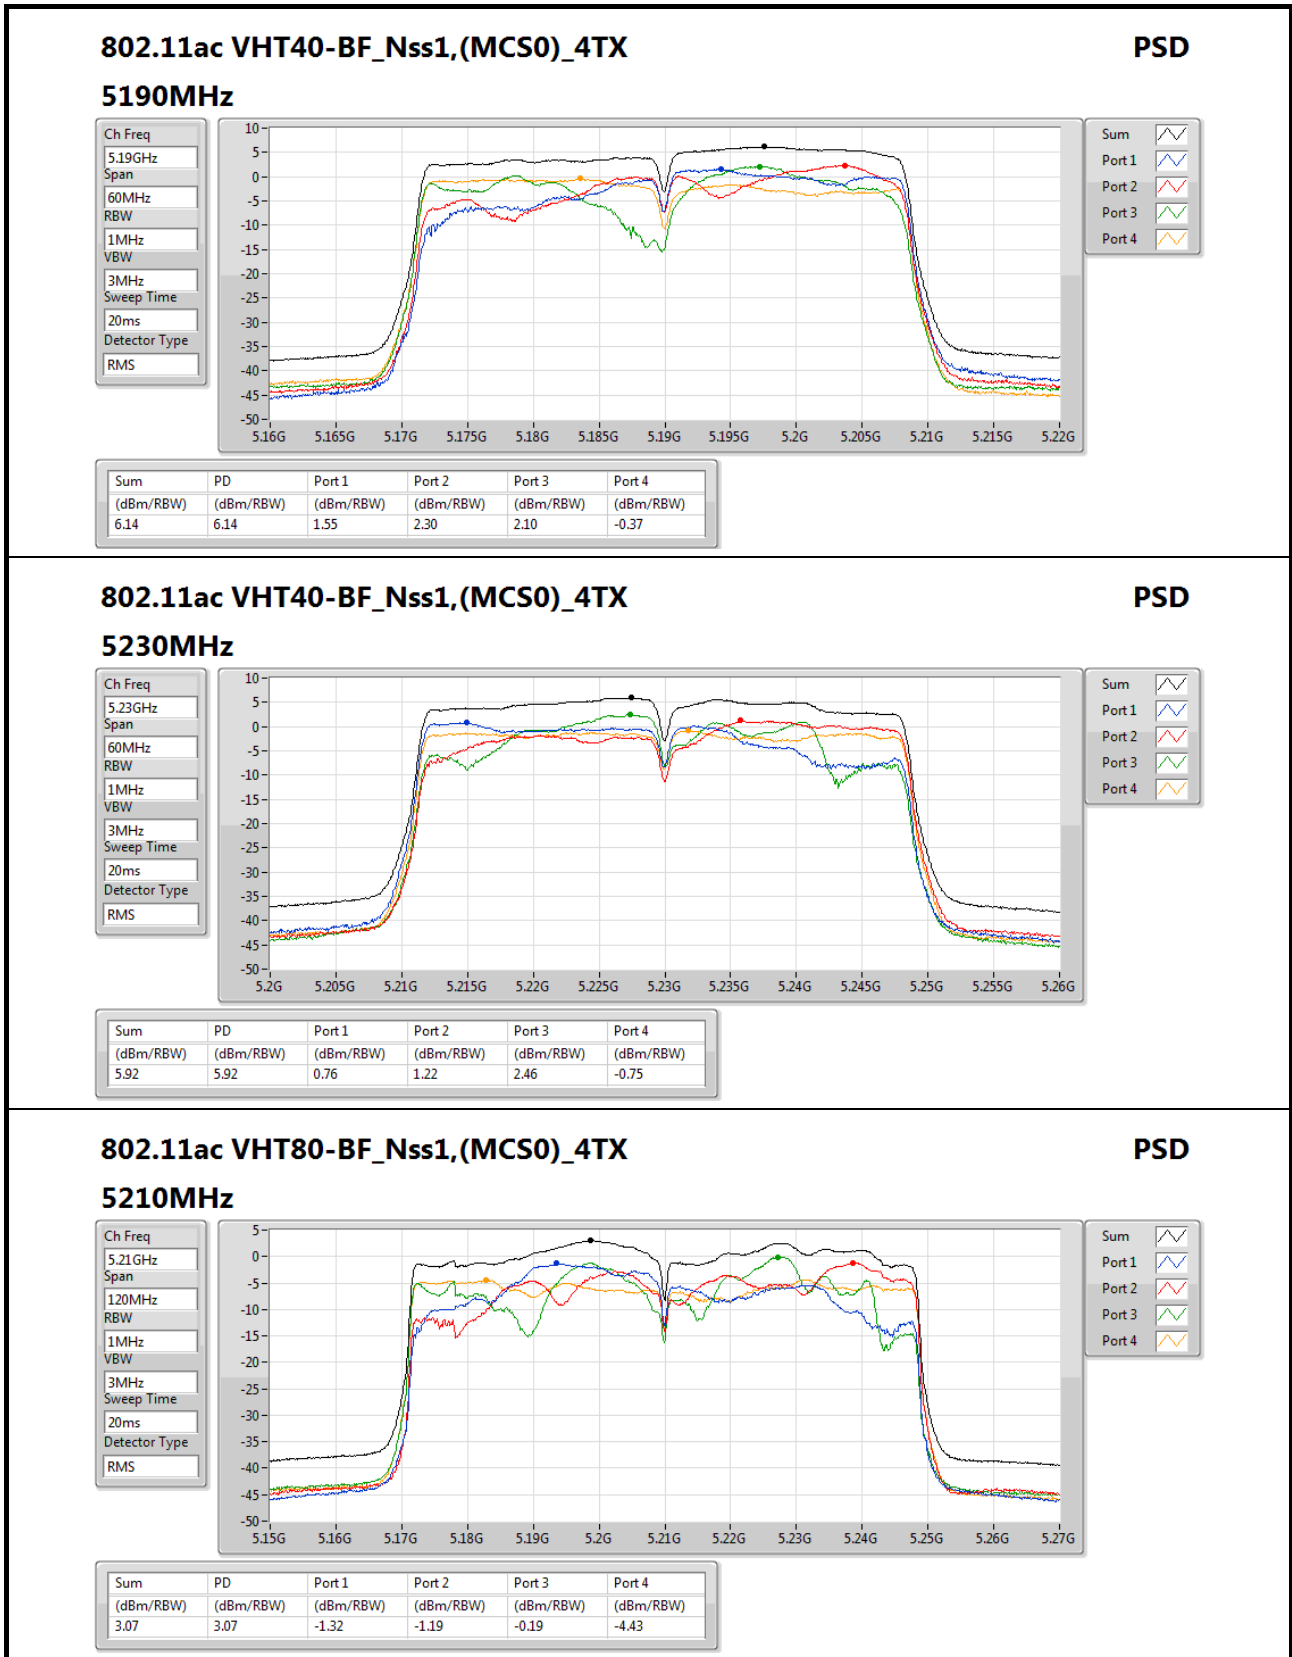 802.11ac VHT40-BF_Nss1,(MCS0)_4TX PSD
5190MHz
Ch Freq
5.19GHz
Span
60MHz
RBW
1MHz
VBW
3MHz
Sweep Time
20ms
Detector Type
RMS
10
5
0
-5
-10
-15
-20
-25
-30
-35
-40
-45
-50
5.16G 5.165G 5.17G 5.175G 5.18G 5.185G 5.19G 5.195G 5.2G 5.205G 5.21G 5.215G 5.22G
Sum
Port 1
Port 2
Port 3
Port 4
Sum PD Port 1 Port 2 Port 3 Port 4
(dBm/RBW) (dBm/RBW) (dBm/RBW) (dBm/RBW) (dBm/RBW) (dBm/RBW)
6.14 6.14 1.55 2.30 2.10 -0.37
802.11ac VHT40-BF_Nss1,(MCS0)_4TX PSD
5230MHz
Ch Freq
5.23GHz
Span
60MHz
RBW
1MHz
VBW
3MHz
Sweep Time
20ms
Detector Type
RMS
10
5
0
-5
-10
-15
-20
-25
-30
-35
-40
-45
-50
5.2G 5.205G 5.21G 5.215G 5.22G 5.225G 5.23G 5.235G 5.24G 5.245G 5.25G 5.255G 5.26G
Sum
Port 1
Port 2
Port 3
Port 4
Sum PD Port 1 Port 2 Port 3 Port 4
(dBm/RBW) (dBm/RBW) (dBm/RBW) (dBm/RBW) (dBm/RBW) (dBm/RBW)
5.92 5.92 0.76 1.22 2.46 -0.75
802.11ac VHT80-BF_Nss1,(MCS0)_4TX PSD
5210MHz
Ch Freq
5.21GHz
Span
120MHz
RBW
1MHz
VBW
3MHz
Sweep Time
20ms
Detector Type
RMS
5
0
-5
-10
-15
-20
-25
-30
-35
-40
-45
-50
5.15G 5.16G 5.17G 5.18G 5.19G 5.2G 5.21G 5.22G 5.23G 5.24G 5.25G 5.26G 5.27G
Sum
Port 1
Port 2
Port 3
Port 4
Sum PD Port 1 Port 2 Port 3 Port 4
(dBm/RBW) (dBm/RBW) (dBm/RBW) (dBm/RBW) (dBm/RBW) (dBm/RBW)
3.07 3.07 -1.32 -1.19 -0.19 -4.43